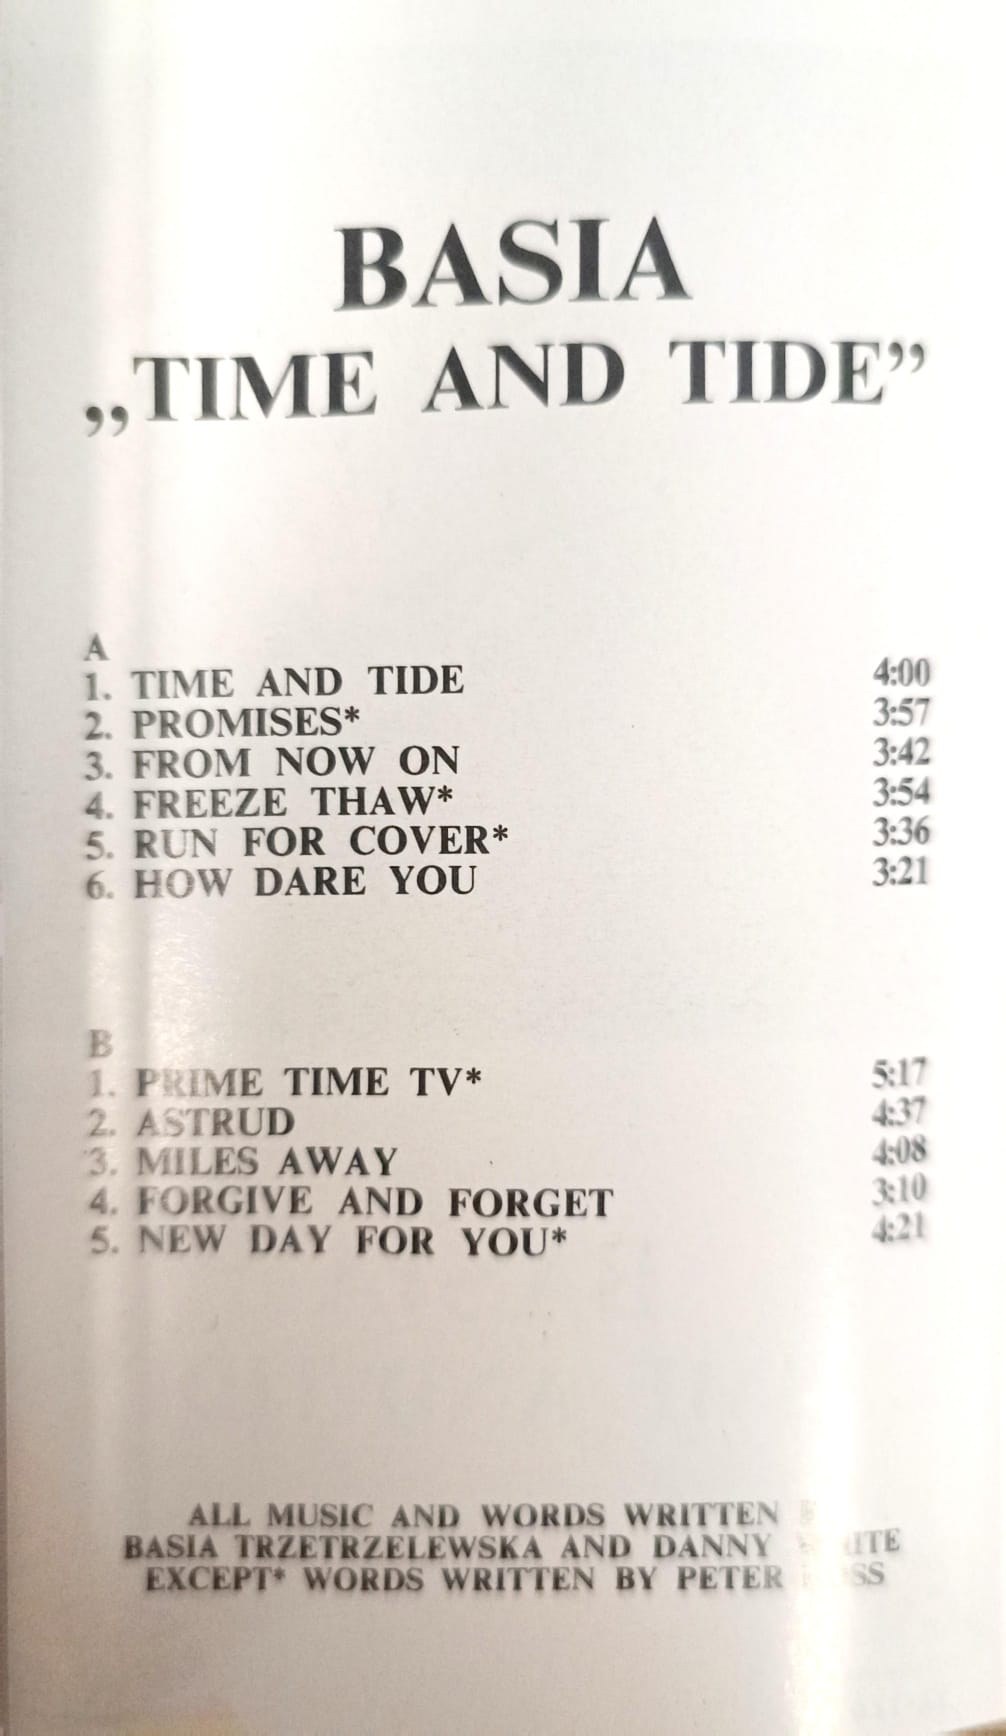 BASIA
„TIME AND TIDE”
A
1. TIME AND TIDE 4:00
2. PROMISES* 3:57
3. FROM NOW ON 3:42
4. FREEZE THAW* 3:54
5. RUN FOR COVER* 3:36
6. HOW DARE YOU 3:21
B
1. PRIME TIME TV* 5:17
2. ASTRUD 4:37
3. MILES AWAY 4:08
4. FORGIVE AND FORGET 3:10
5. NEW DAY FOR YOU* 4:21
ALL MUSIC AND WORDS WRITTEN
BASIA TRZETRZELEWSKA AND DANNY
EXCEPT* WORDS WRITTEN BY PETER